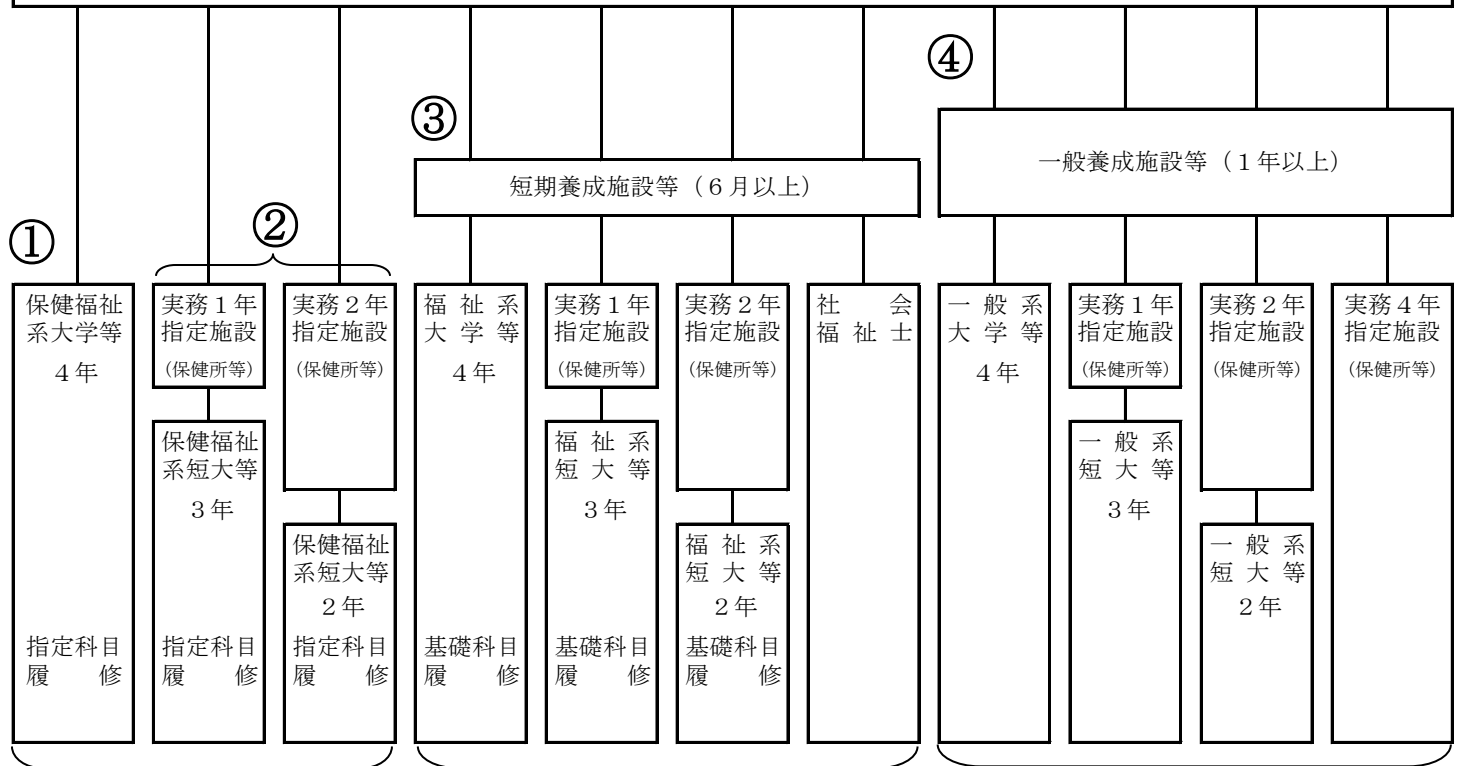 ④
③
一般養成施設等（１年以上）
短期養成施設等（６月以上）
①
②
保健福祉
系大学等
４年
指定科目
履修
実務１年
指定施設
（保健所等）
保健福祉
系短大等
３年
指定科目
履修
実務２年
指定施設
（保健所等）
保健福祉
系短大等
２年
指定科目
履修
福祉系
大学等
４年
基礎科目
履修
実務１年
指定施設
（保健所等）
福祉系
短大等
３年
基礎科目
履修
実務２年
指定施設
（保健所等）
福祉系
短大等
２年
基礎科目
履修
社会
福祉士
一般系
大学等
４年
実務１年
指定施設
（保健所等）
一般系
短大等
３年
実務２年
指定施設
（保健所等）
一般系
短大等
２年
実務４年
指定施設
（保健所等）